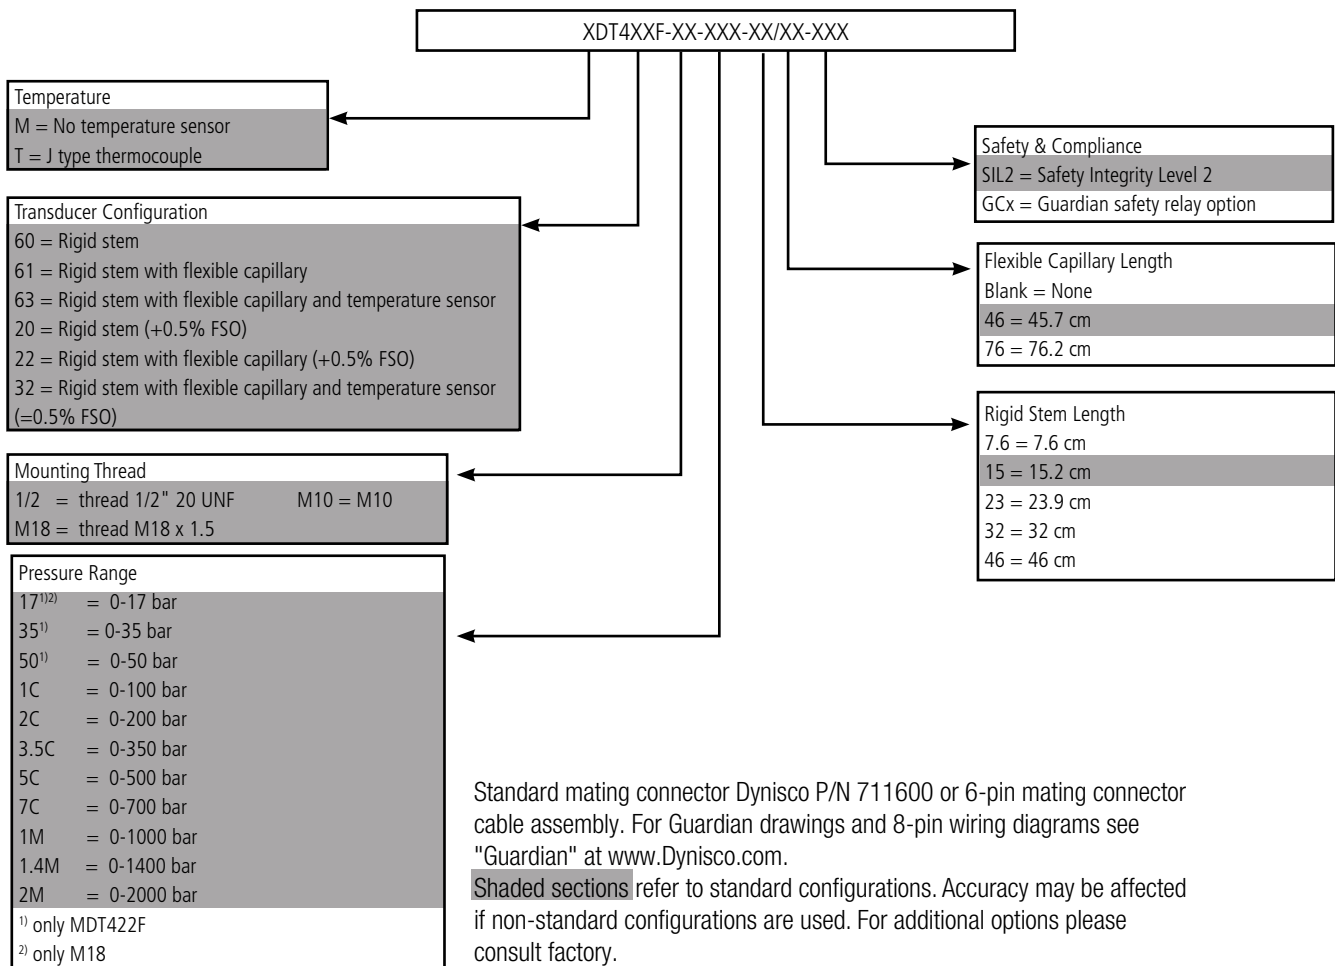 XDT4XXF-XX-XXX-XX/XX-XXX
Temperature
M = No temperature sensor
T = J type thermocouple
Transducer Configuration
60 = Rigid stem
61 = Rigid stem with flexible capillary
63 = Rigid stem with flexible capillary and temperature sensor
20 = Rigid stem (+0.5% FSO)
22 = Rigid stem with flexible capillary (+0.5% FSO)
32 = Rigid stem with flexible capillary and temperature sensor
(=0.5% FSO)
Mounting Thread
1/2 = thread 1/2" 20 UNF M10 = M10
M18 = thread M18 x 1.5
Pressure Range
17¹⁾²⁾ = 0-17 bar
35¹⁾ = 0-35 bar
50¹⁾ = 0-50 bar
1C = 0-100 bar
2C = 0-200 bar
3.5C = 0-350 bar
5C = 0-500 bar
7C = 0-700 bar
1M = 0-1000 bar
1.4M = 0-1400 bar
2M = 0-2000 bar
¹⁾ only MDT422F
²⁾ only M18
Safety & Compliance
SIL2 = Safety Integrity Level 2
GCx = Guardian safety relay option
Flexible Capillary Length
Blank = None
46 = 45.7 cm
76 = 76.2 cm
Rigid Stem Length
7.6 = 7.6 cm
15 = 15.2 cm
23 = 23.9 cm
32 = 32 cm
46 = 46 cm
Standard mating connector Dynisco P/N 711600 or 6-pin mating connector
cable assembly. For Guardian drawings and 8-pin wiring diagrams see
"Guardian" at www.Dynisco.com.
Shaded sections refer to standard configurations. Accuracy may be affected
if non-standard configurations are used. For additional options please
consult factory.